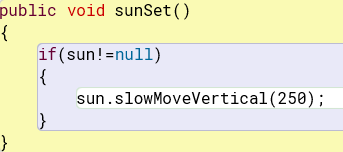 public void sunSet()
{
if(sun!=null)
{
sun.slowMoveVertical(250);
}
}